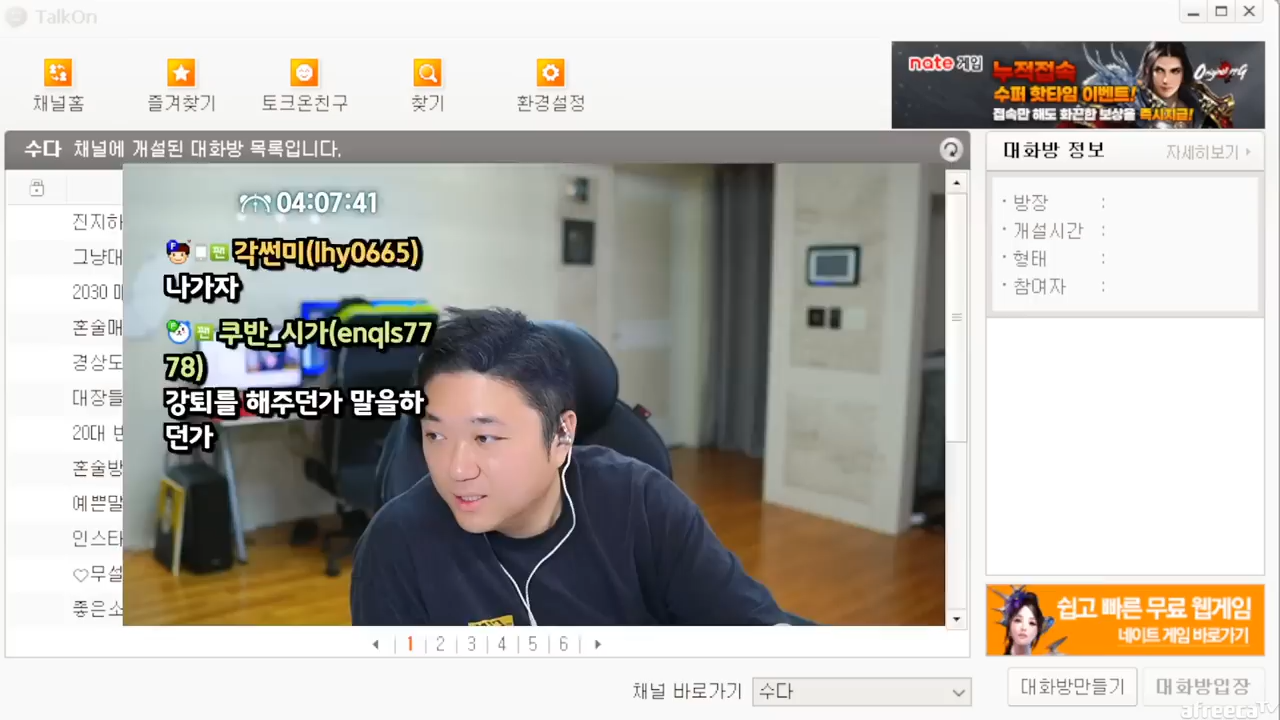 TalkOn
채널홈
즐겨찾기
토크온친구
찾기
환경설정
nate 게임
누적접속
수퍼 핫타임 이벤트!
접속만 해도 화끈한 보상을 즉시지급!
수다 채널에 개설된 대화방 목록입니다.
대화방 정보
자세히보기
· 방장 :
· 개설시간 :
· 형태 :
· 참여자 :
진지하
그냥대
2030
혼술매
경상도
대장들
20대
혼술방
예쁜말
인스타
♡무설
좋은소
04:07:41
팬 각썬미(lhy0665)
나가자
팬 쿠반_시가(enqls77
78)
강퇴를 해주던가 말을하
던가
1 | 2 | 3 | 4 | 5 | 6
쉽고 빠른 무료 웹게임
네이트 게임 바로가기
채널 바로가기 수다
대화방만들기
대화방입장
afreecaTV